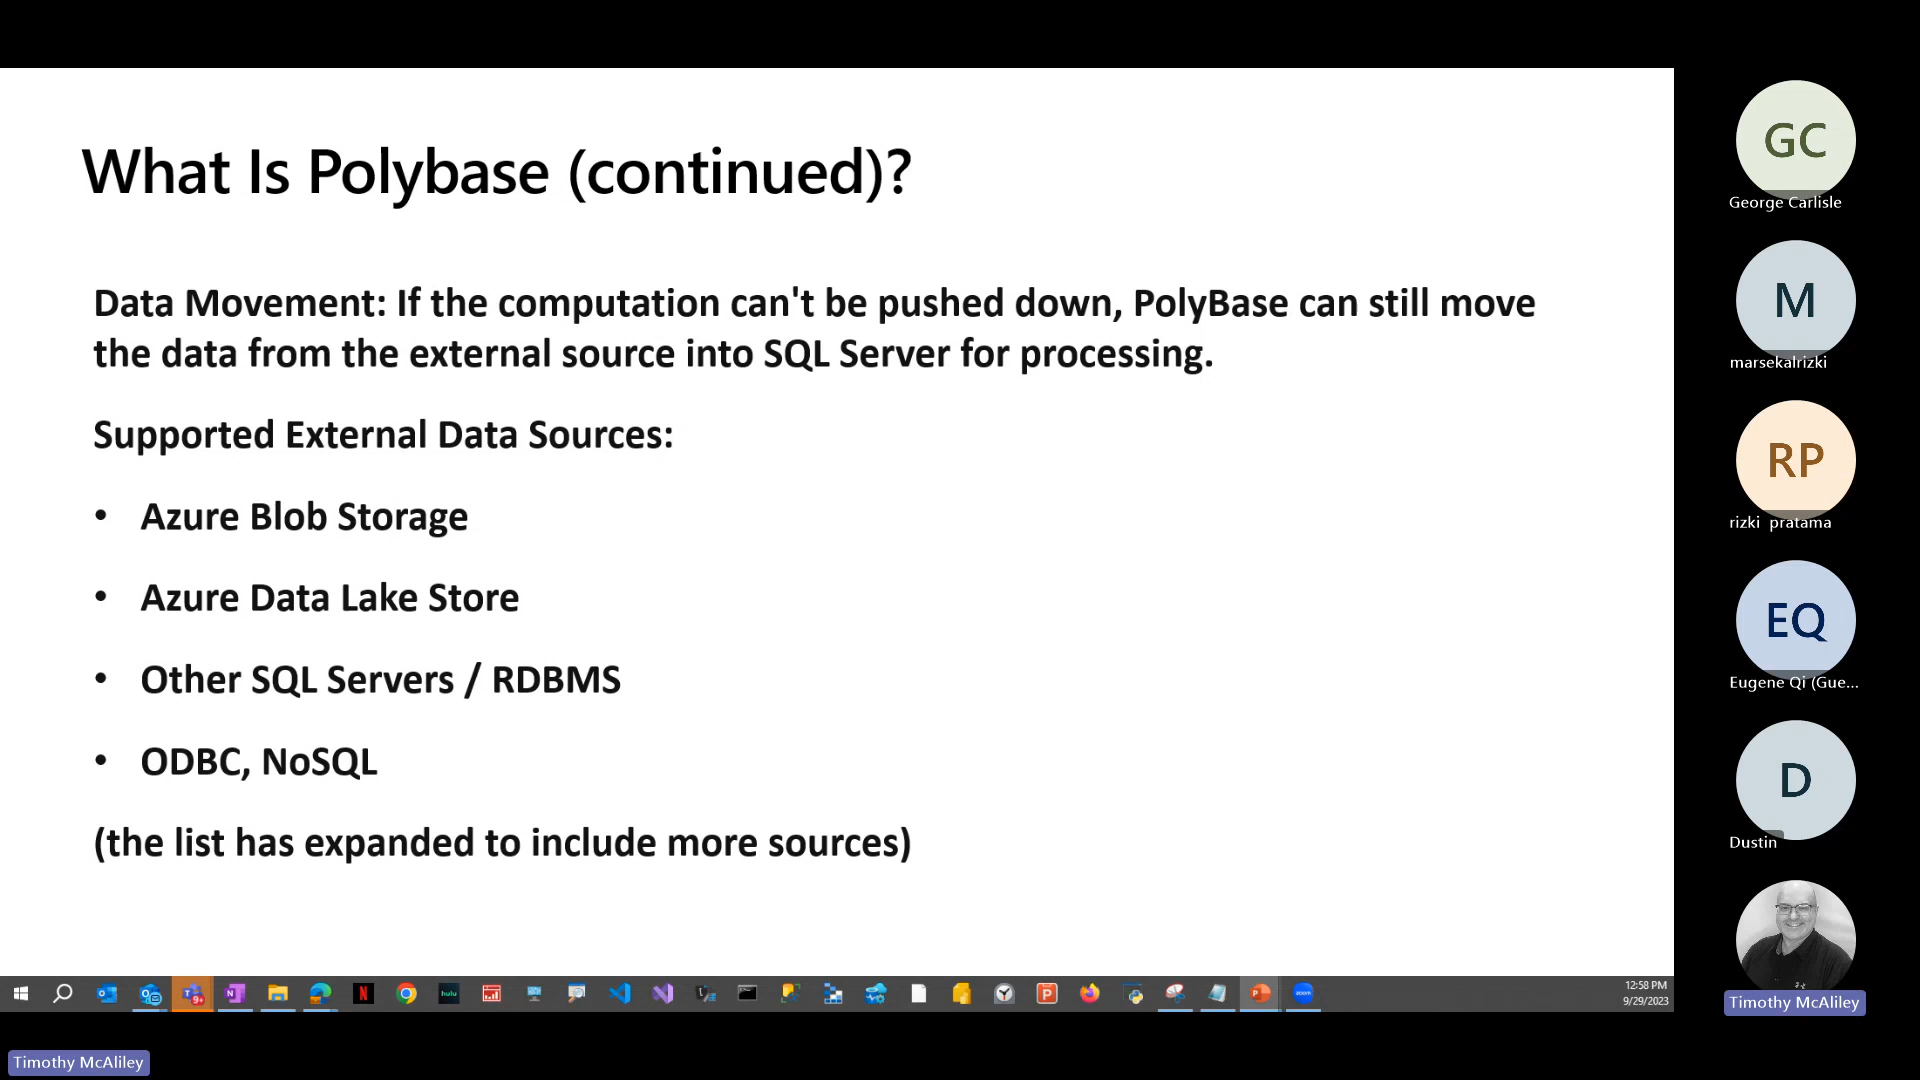 What Is Polybase (continued)?
Data Movement: If the computation can't be pushed down, PolyBase can still move
the data from the external source into SQL Server for processing.
Supported External Data Sources:
• Azure Blob Storage
• Azure Data Lake Store
• Other SQL Servers / RDBMS
• ODBC, NoSQL
(the list has expanded to include more sources)
GC
George Carlisle
M
marsekalrizki
RP
rizki pratama
EQ
Eugene Qi (Gue...
D
Dustin
Timothy McAliley
hulu
zoom
12:58 PM
9/29/2023
Timothy McAliley